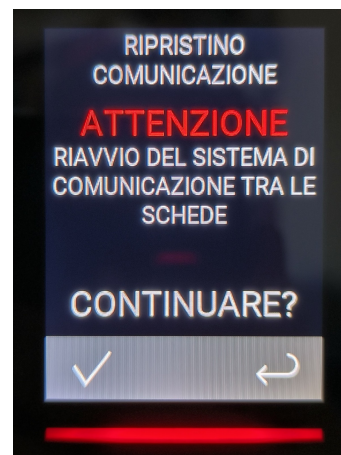 RIPRISTINO
COMUNICAZIONE
ATTENZIONE
RIAVVIO DEL SISTEMA DI
COMUNICAZIONE TRA LE
SCHEDE
CONTINUARE?